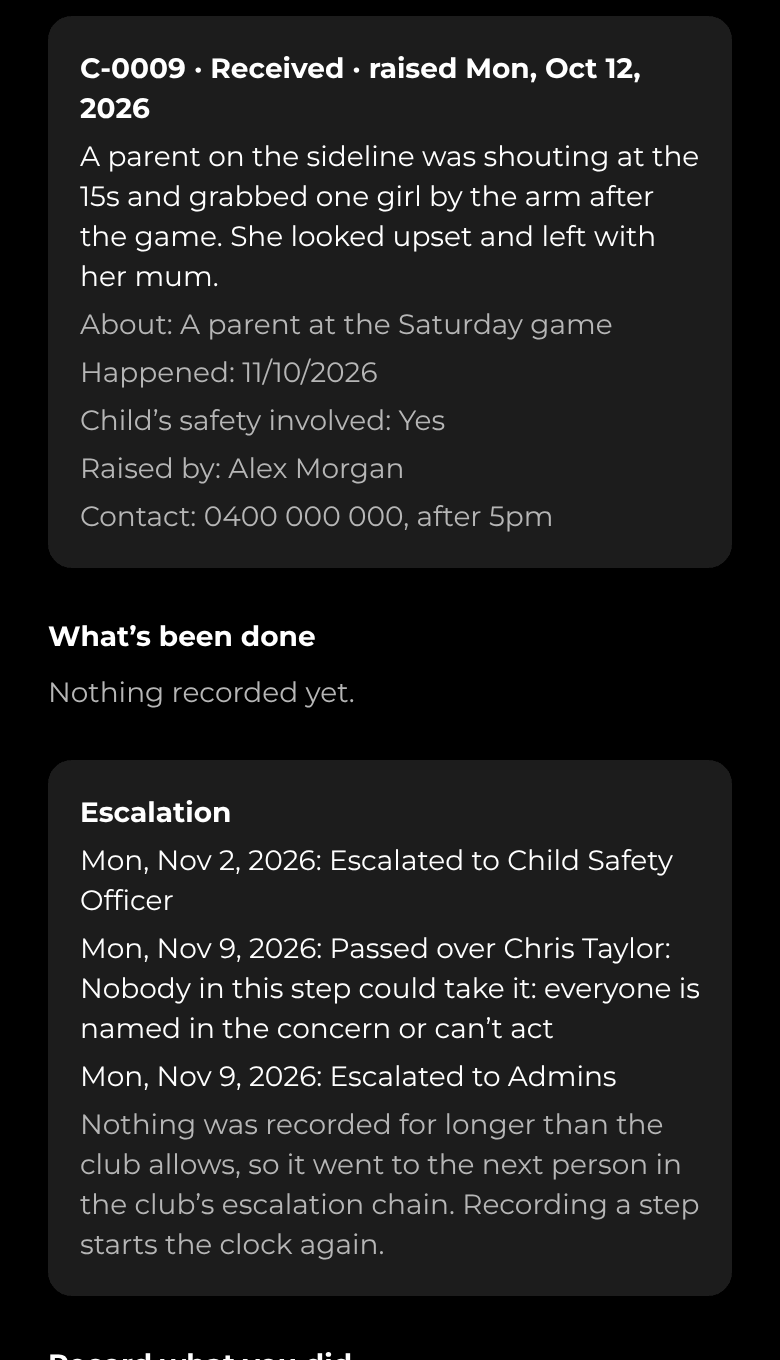 C-0009 · Received · raised Mon, Oct 12,
2026
A parent on the sideline was shouting at the
15s and grabbed one girl by the arm after
the game. She looked upset and left with
her mum.
About: A parent at the Saturday game
Happened: 11/10/2026
Child’s safety involved: Yes
Raised by: Alex Morgan
Contact: 0400 000 000, after 5pm
What’s been done
Nothing recorded yet.
Escalation
Mon, Nov 2, 2026: Escalated to Child Safety
Officer
Mon, Nov 9, 2026: Passed over Chris Taylor:
Nobody in this step could take it: everyone is
named in the concern or can’t act
Mon, Nov 9, 2026: Escalated to Admins
Nothing was recorded for longer than the
club allows, so it went to the next person in
the club’s escalation chain. Recording a step
starts the clock again.
Record what you did